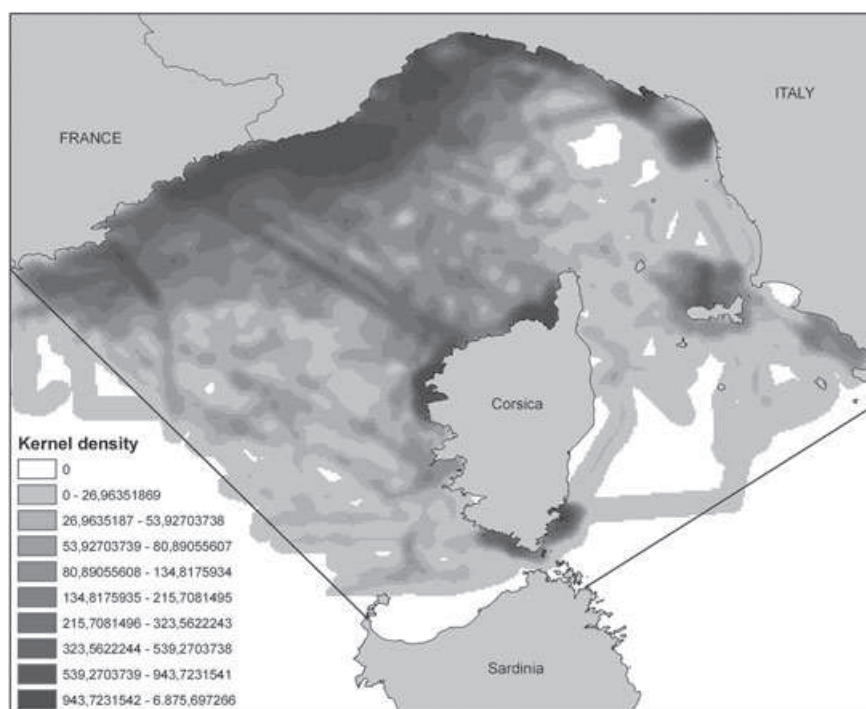 ITALY
FRANCE
Corsica
Kernel density
0
0 - 26,96351869
26,9635187 - 53,92703738
53,92703739 - 80,89055607
80,89055608 - 134,8175934
134,8175935 - 215,7081495
215,7081496 - 323,5622243
323,5622244 - 539,2703738
539,2703739 - 943,7231541
943,7231542 - 6.875,697266
Sardinia